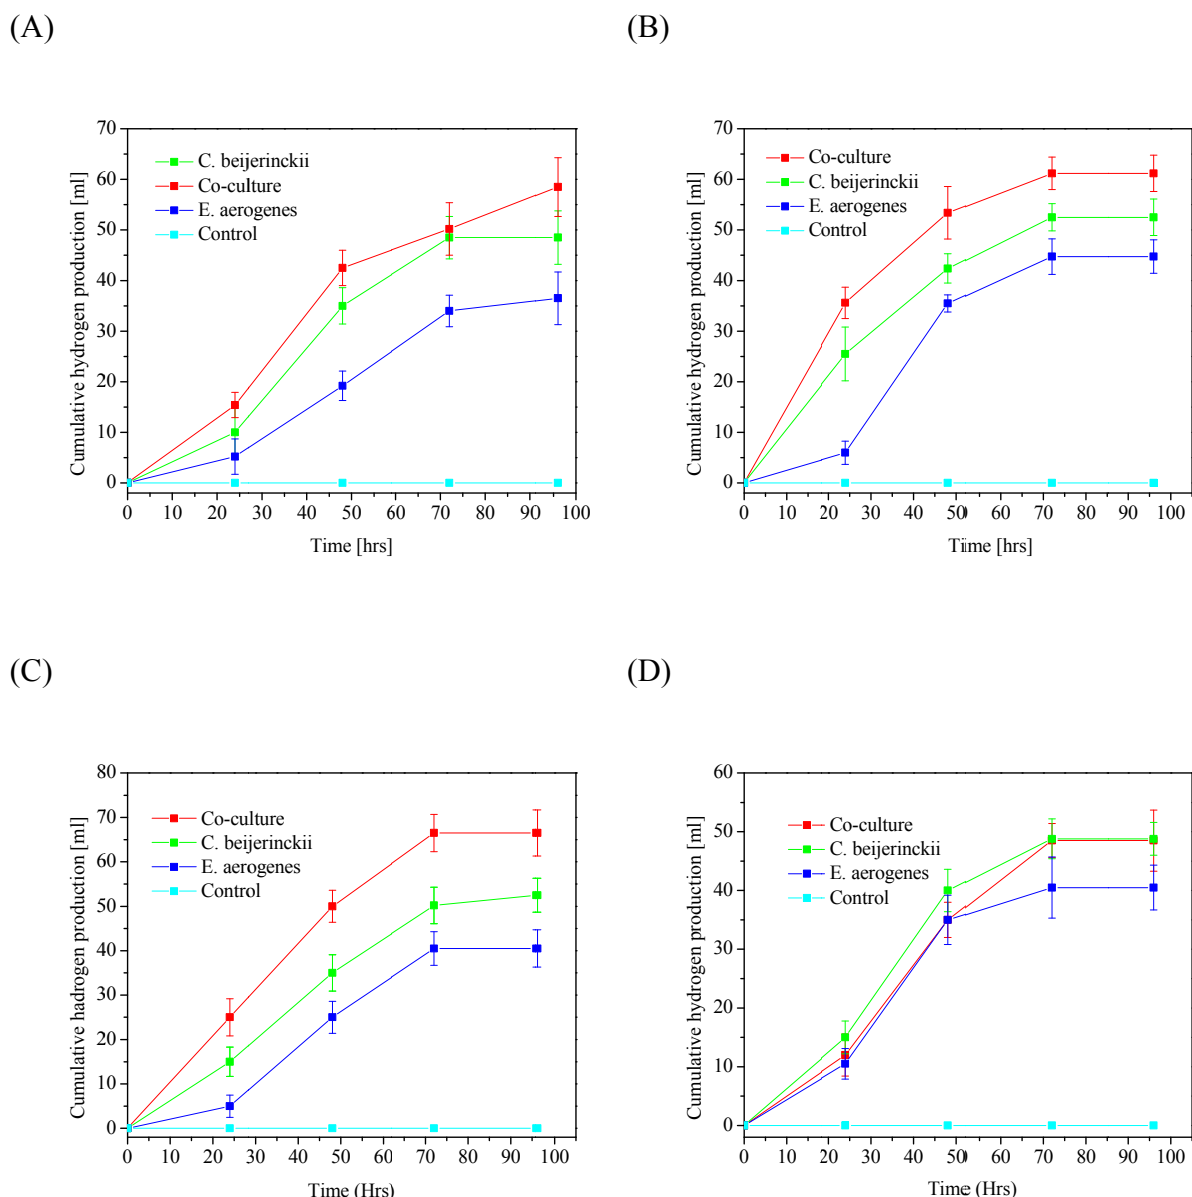 (A)
Cumulative hydrogen production [ml]
70
60
50
40
30
20
10
0
C. beijerinckii
Co-culture
E. aerogenes
Control
0 10 20 30 40 50 60 70 80 90 100
Time [hrs]
(B)
Cumulative hydrogen production [ml]
70
60
50
40
30
20
10
0
Co-culture
C. beijerinckii
E. aerogenes
Control
0 10 20 30 40 50 60 70 80 90 100
Time [hrs]
(C)
Cumulative hadrogen production [ml]
80
70
60
50
40
30
20
10
0
Co-culture
C. beijerinckii
E. aerogenes
Control
0 10 20 30 40 50 60 70 80 90 100
Time (Hrs)
(D)
Cumulative hydrogen production [ml]
60
50
40
30
20
10
0
Co-culture
C. beijerinckii
E. aerogenes
Control
0 10 20 30 40 50 60 70 80 90 100
Time (Hrs)